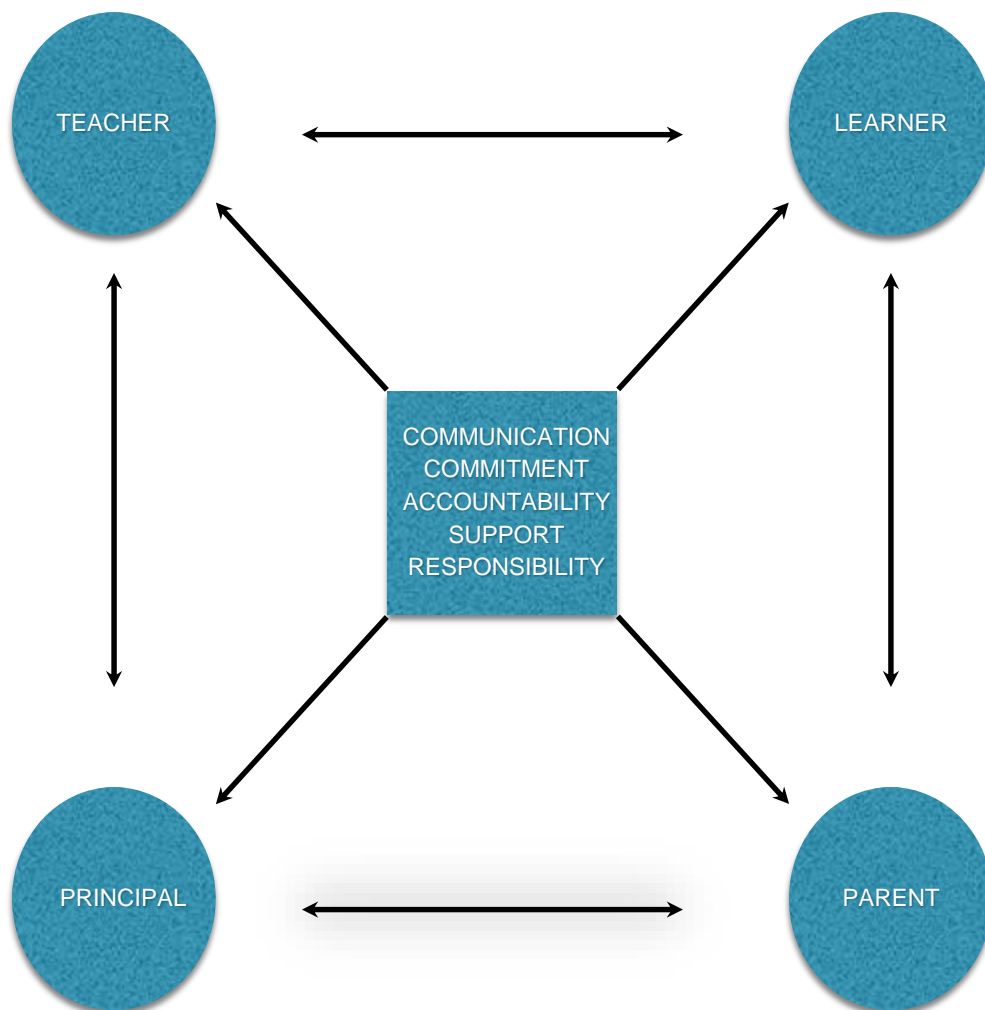 TEACHER
LEARNER
COMMUNICATION
COMMITMENT
ACCOUNTABILITY
SUPPORT
RESPONSIBILITY
PRINCIPAL
PARENT